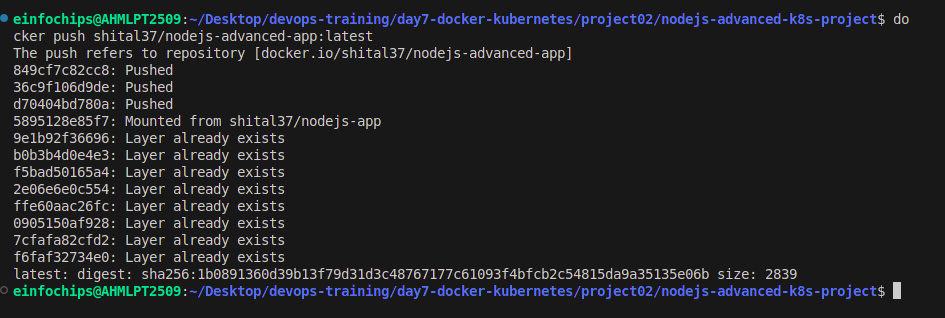 einfochips@AHMLPT2509:~/Desktop/devops-training/day7-docker-kubernetes/project02/nodejs-advanced-k8s-project$ do
cker push shital37/nodejs-advanced-app:latest
The push refers to repository [docker.io/shital37/nodejs-advanced-app]
849cf7c82cc8: Pushed
36c9f106d9de: Pushed
d70404bd780a: Pushed
5895128e85f7: Mounted from shital37/nodejs-app
9e1b92f36696: Layer already exists
b0b3b4d0e4e3: Layer already exists
f5bad50165a4: Layer already exists
2e06e6e0c554: Layer already exists
ffe60aac26fc: Layer already exists
0905150af928: Layer already exists
7cfafa82cfd2: Layer already exists
f6faf32734e0: Layer already exists
latest: digest: sha256:1b0891360d39b13f79d31d3c48767177c61093f4bfcb2c54815da9a35135e06b size: 2839
einfochips@AHMLPT2509:~/Desktop/devops-training/day7-docker-kubernetes/project02/nodejs-advanced-k8s-project$